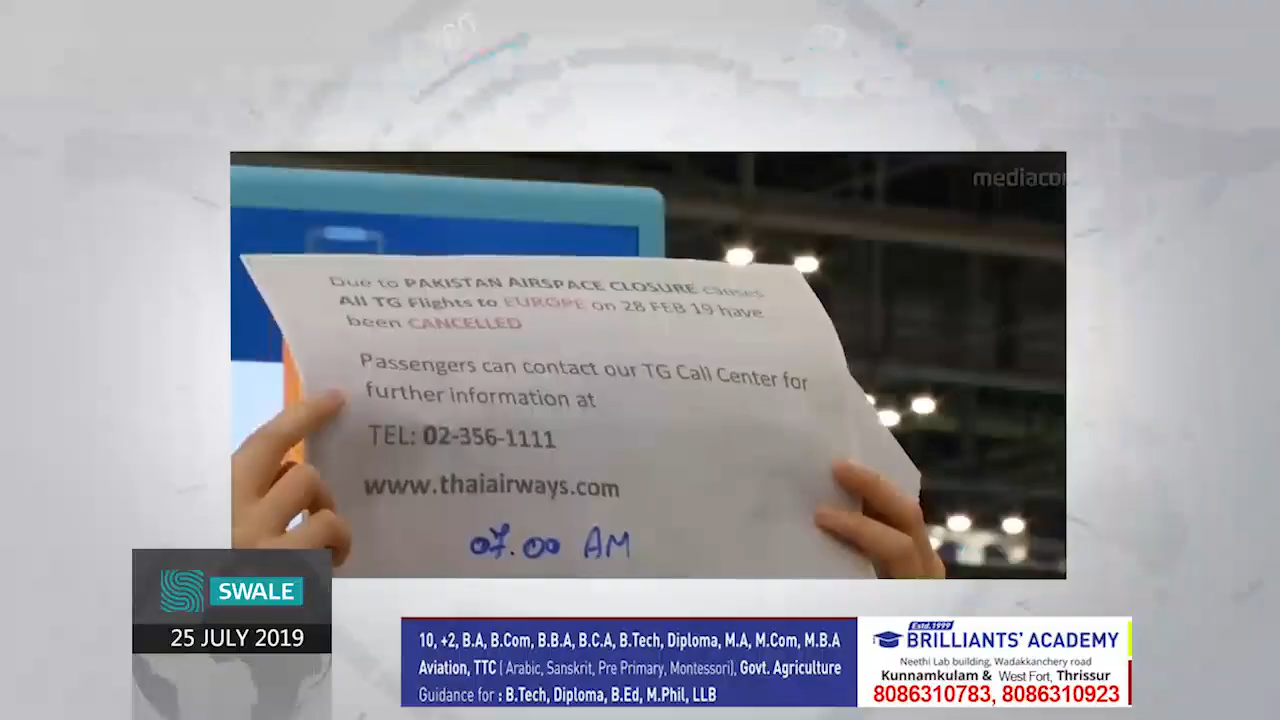 mediacor
Due to PAKISTAN AIRSPACE CLOSURE causes
All TG Flights to EUROPE on 28 FEB 19 have
been CANCELLED
Passengers can contact our TG Call Center for
further information at
TEL: 02-356-1111
www.thaiairways.com
07.00 AM
SWALE
25 JULY 2019
10, +2, B.A, B.Com, B.B.A, B.C.A, B.Tech, Diploma, M.A, M.Com, M.B.A
Aviation, TTC ( Arabic, Sanskrit, Pre Primary, Montessori), Govt. Agriculture
Guidance for : B.Tech, Diploma, B.Ed, M.Phil, LLB
Estd.1999
BRILLIANTS' ACADEMY
Neethi Lab building, Wadakkanchery road
Kunnamkulam & West Fort, Thrissur
8086310783, 8086310923